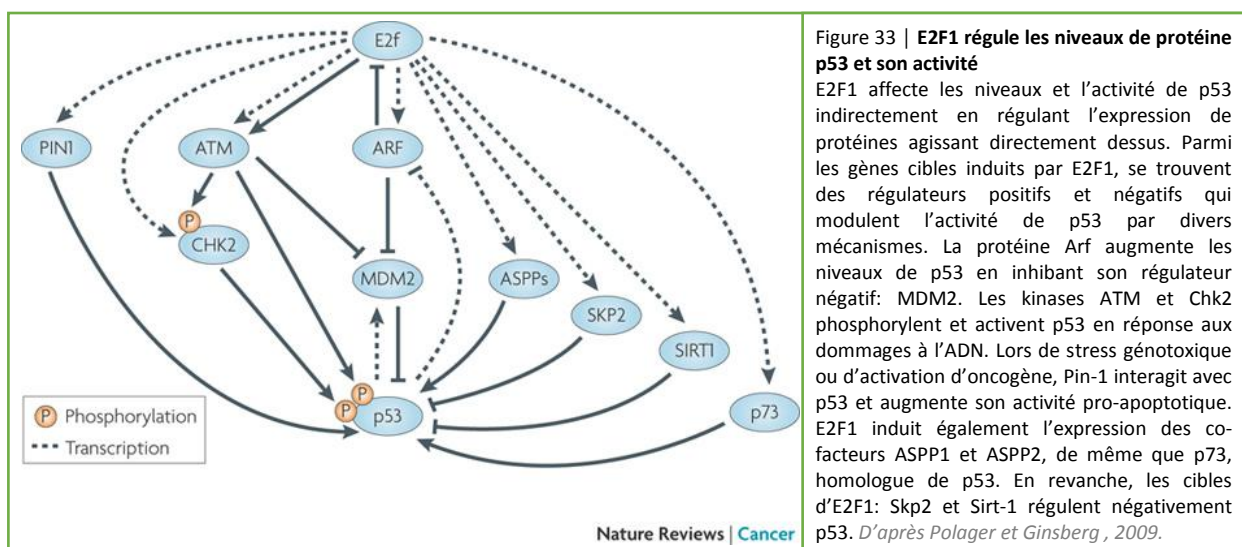 E2f
PIN1
ATM
ARF
P
CHK2
MDM2
ASPPs
SKP2
SIRT1
P
P
p53
p73
P Phosphorylation
Transcription
Nature Reviews | Cancer
Figure 33 | E2F1 régule les niveaux de protéine
p53 et son activité
E2F1 affecte les niveaux et l’activité de p53
indirectement en régulant l’expression de
protéines agissant directement dessus. Parmi
les gènes cibles induits par E2F1, se trouvent
des régulateurs positifs et négatifs qui
modulent l’activité de p53 par divers
mécanismes. La protéine Arf augmente les
niveaux de p53 en inhibant son régulateur
négatif: MDM2. Les kinases ATM et Chk2
phosphorylent et activent p53 en réponse aux
dommages à l’ADN. Lors de stress génotoxique
ou d’activation d’oncogène, Pin-1 interagit avec
p53 et augmente son activité pro-apoptotique.
E2F1 induit également l’expression des co-
facteurs ASPP1 et ASPP2, de même que p73,
homologue de p53. En revanche, les cibles
d’E2F1: Skp2 et Sirt-1 régulent négativement
p53. D’après Polager et Ginsberg , 2009.